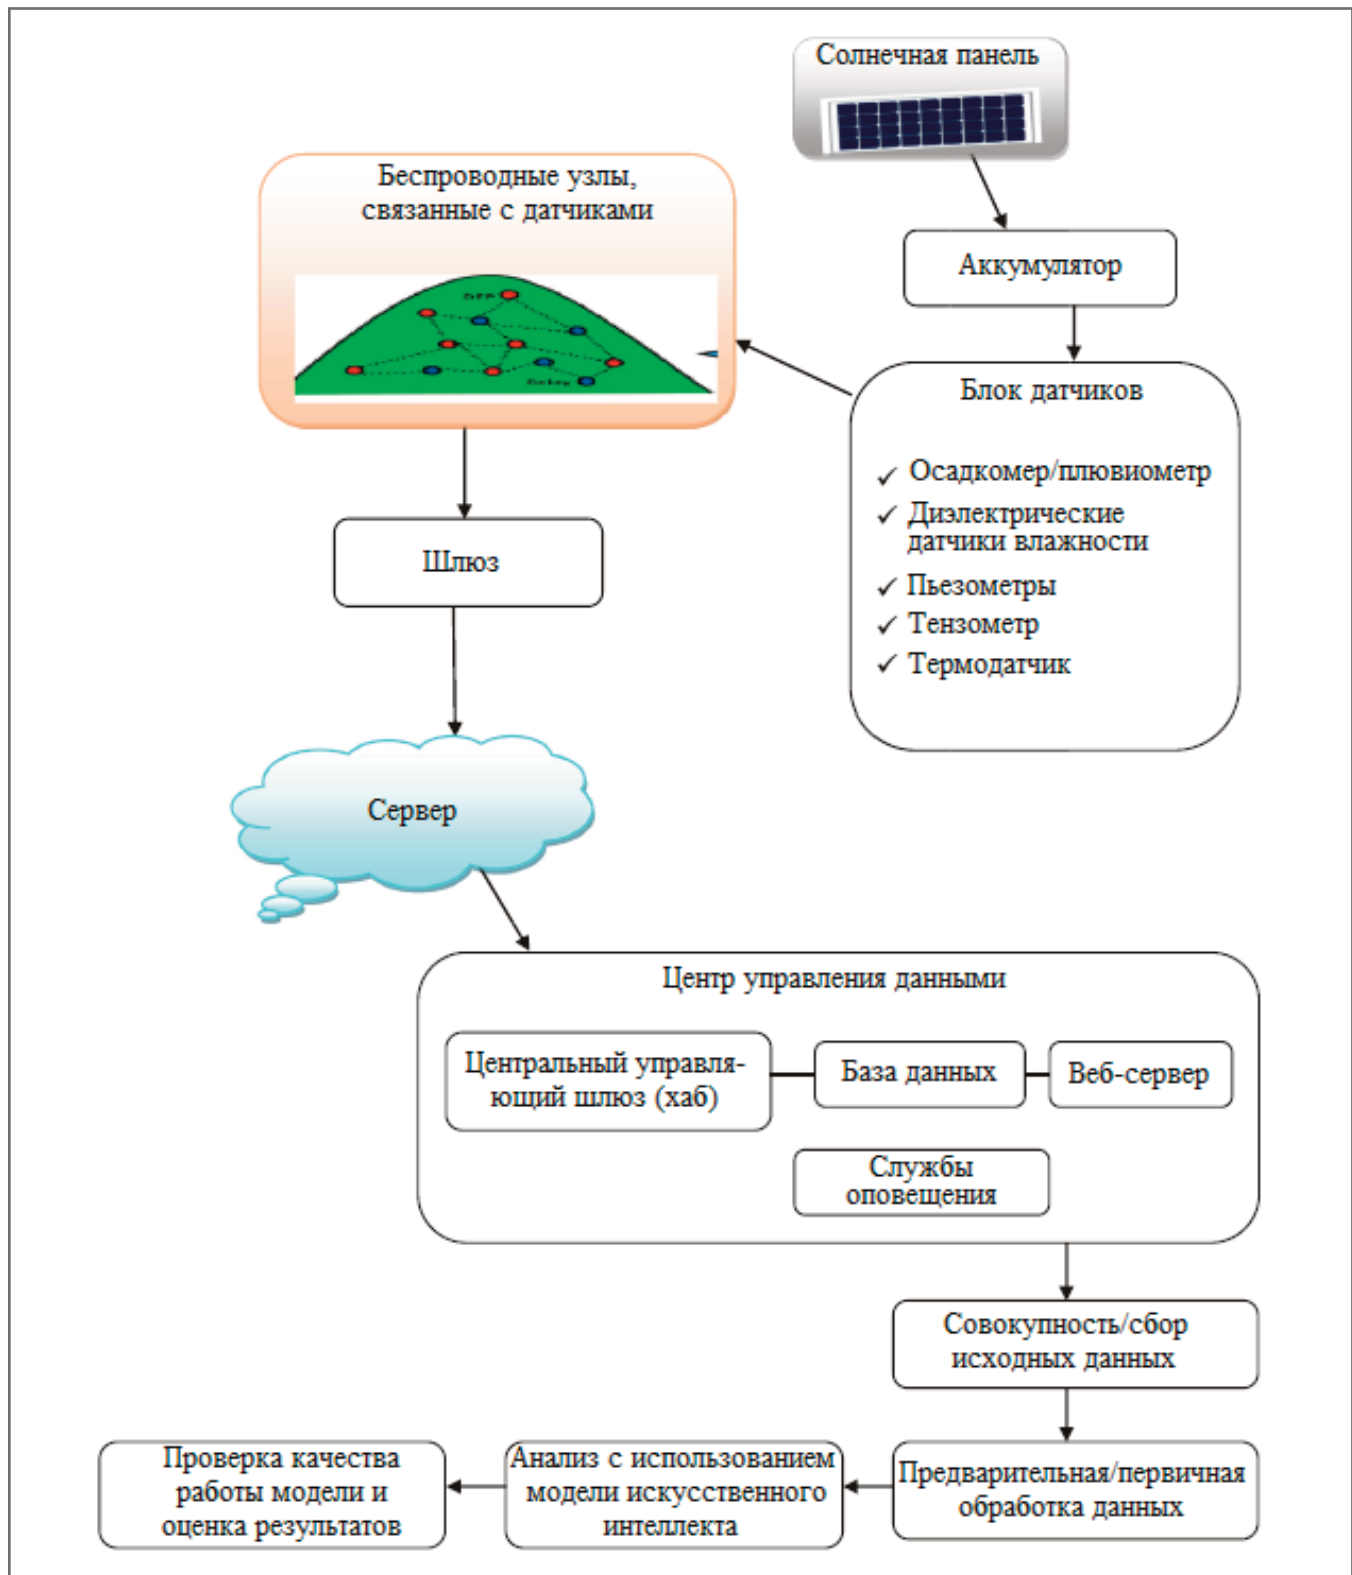 Солнечная панель
Беспроводные узлы,
связанные с датчиками
Аккумулятор
Блок датчиков
✓ Осадкомер/плювиометр
✓ Диэлектрические
датчики влажности
✓ Пьезометры
✓ Тензометр
✓ Термодатчик
Шлюз
Сервер
Центр управления данными
Центральный управля-
ющий шлюз (хаб)
База данных
Веб-сервер
Службы
оповещения
Совокупность/сбор
исходных данных
Предварительная/первичная
обработка данных
Анализ с использованием
модели искусственного
интеллекта
Проверка качества
работы модели и
оценка результатов